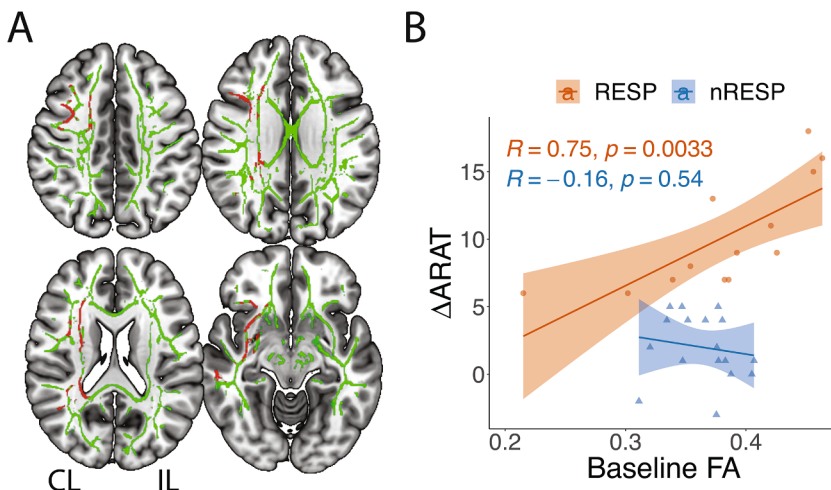 A
B
a RESP a nRESP
R = 0.75, p = 0.0033
R = −0.16, p = 0.54
ΔARAT
15
10
5
0
0.2 0.3 0.4
Baseline FA
CL IL